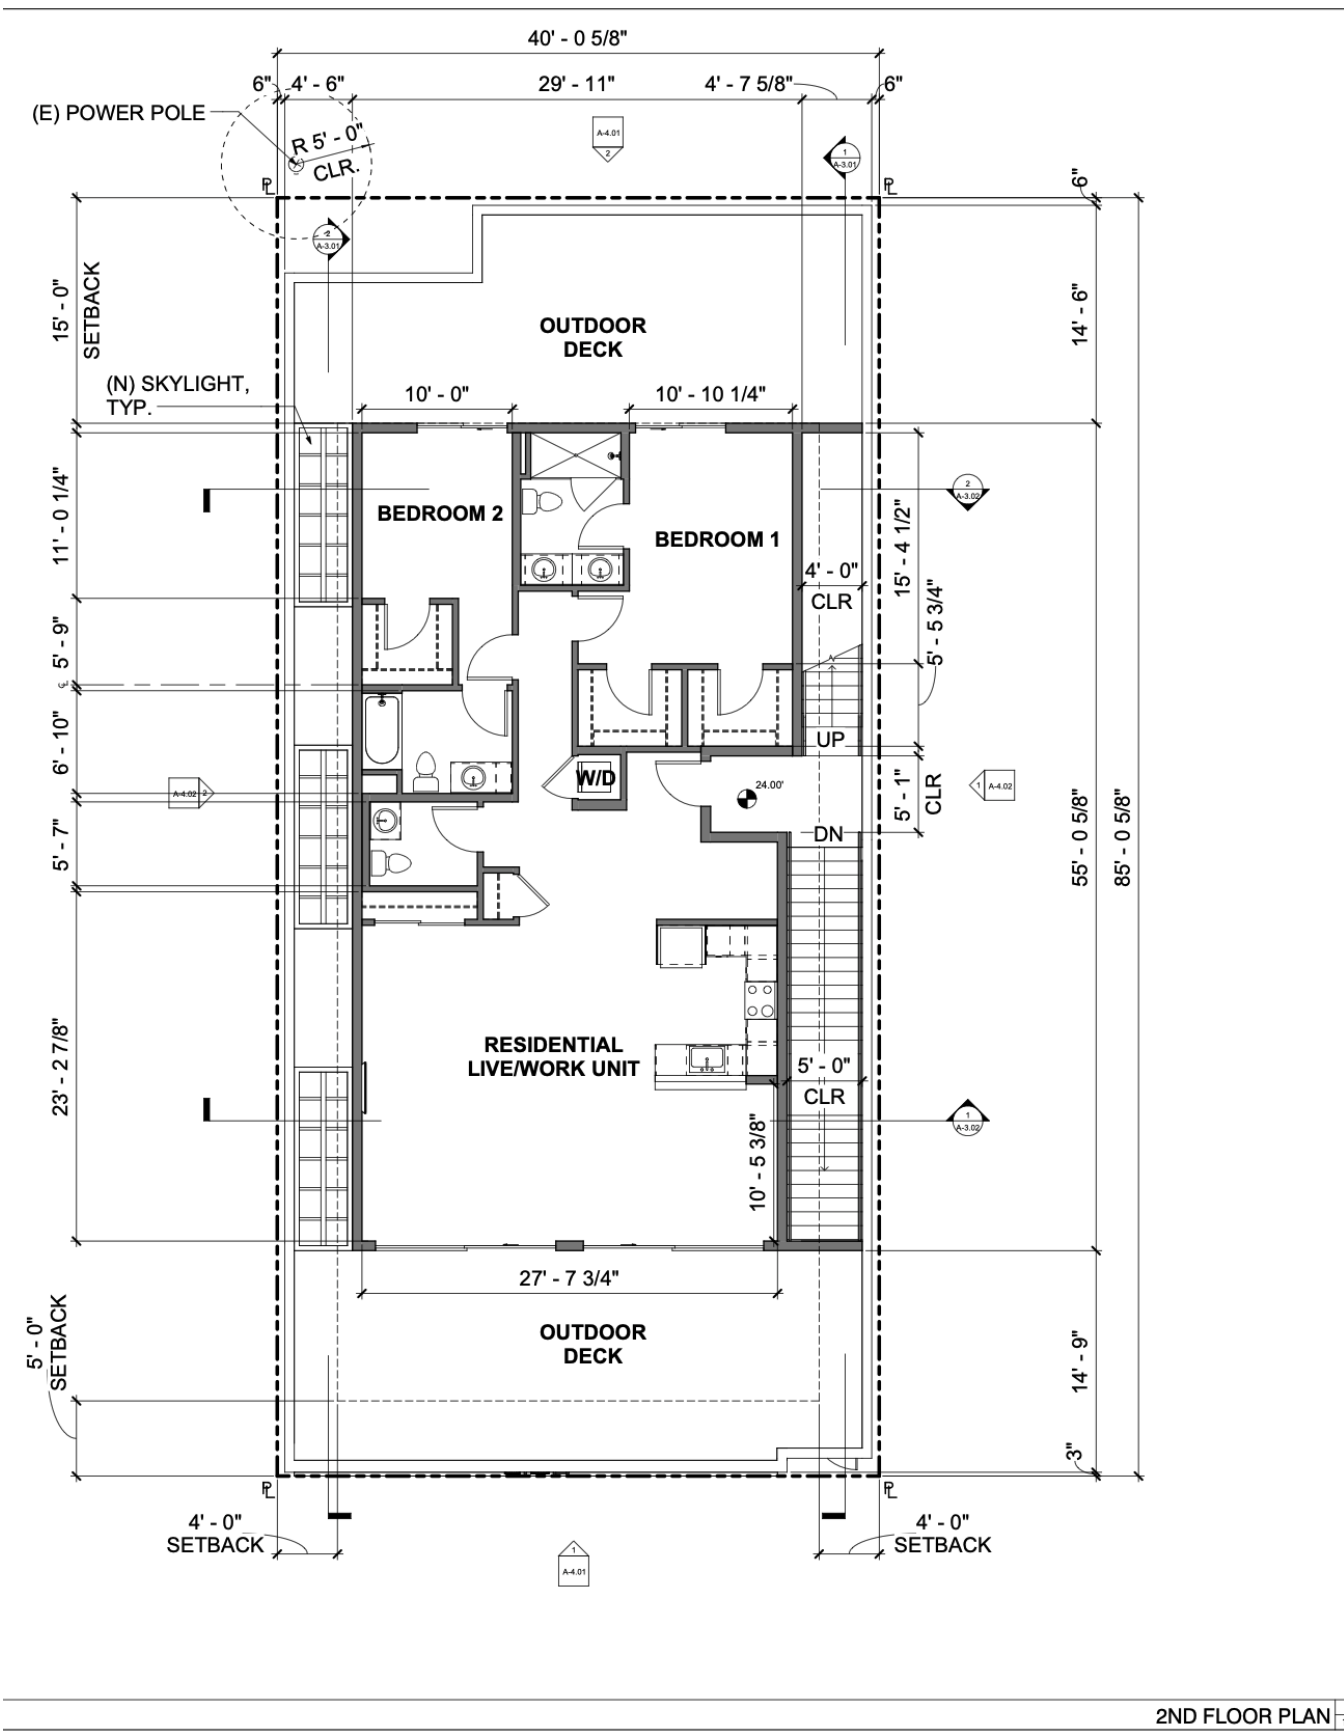 40' - 0 5/8"
6"
4' - 6"
29' - 11"
4' - 7 5/8"
6"
(E) POWER POLE
R 5' - 0"
CLR.
A-4.01
2
1
A-3.01
PL
PL
6"
2
A-3.01
15' - 0"
SETBACK
14' - 6"
OUTDOOR
DECK
(N) SKYLIGHT,
TYP.
10' - 0"
10' - 10 1/4"
11' - 0 1/4"
BEDROOM 2
BEDROOM 1
2
A-3.02
15' - 4 1/2"
4' - 0"
CLR
5' - 5 3/4"
5' - 9"
CL
6' - 10"
UP
W/D
24.00'
A-4.02
2
1
A-4.02
5' - 1"
CLR
DN
5' - 7"
55' - 0 5/8"
85' - 0 5/8"
RESIDENTIAL
LIVE/WORK UNIT
5' - 0"
CLR
23' - 2 7/8"
1
A-3.02
10' - 5 3/8"
27' - 7 3/4"
OUTDOOR
DECK
5' - 0"
SETBACK
14' - 9"
3"
PL
PL
4' - 0"
SETBACK
4' - 0"
SETBACK
1
A-4.01
2ND FLOOR PLAN